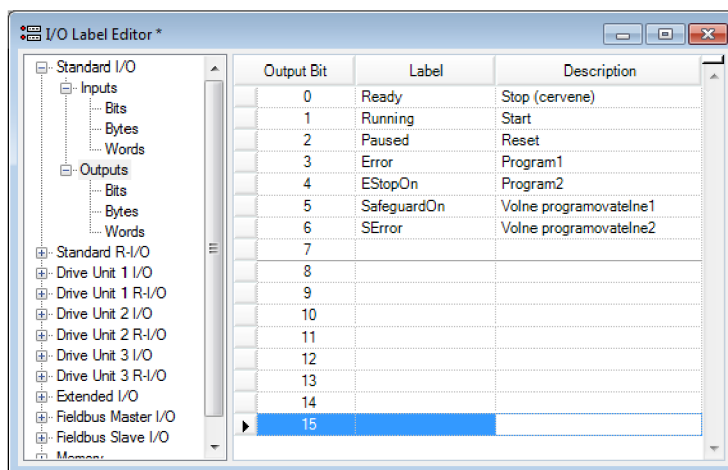 I/O Label Editor *
Standard I/O
Inputs
Bits
Bytes
Words
Outputs
Bits
Bytes
Words
Standard R-I/O
Drive Unit 1 I/O
Drive Unit 1 R-I/O
Drive Unit 2 I/O
Drive Unit 2 R-I/O
Drive Unit 3 I/O
Drive Unit 3 R-I/O
Extended I/O
Fieldbus Master I/O
Fieldbus Slave I/O
Memory
Output Bit Label Description
0 Ready Stop (cervene)
1 Running Start
2 Paused Reset
3 Error Program1
4 EStopOn Program2
5 SafeguardOn Volne programovatelne1
6 SError Volne programovatelne2
7
8
9
10
11
12
13
14
15